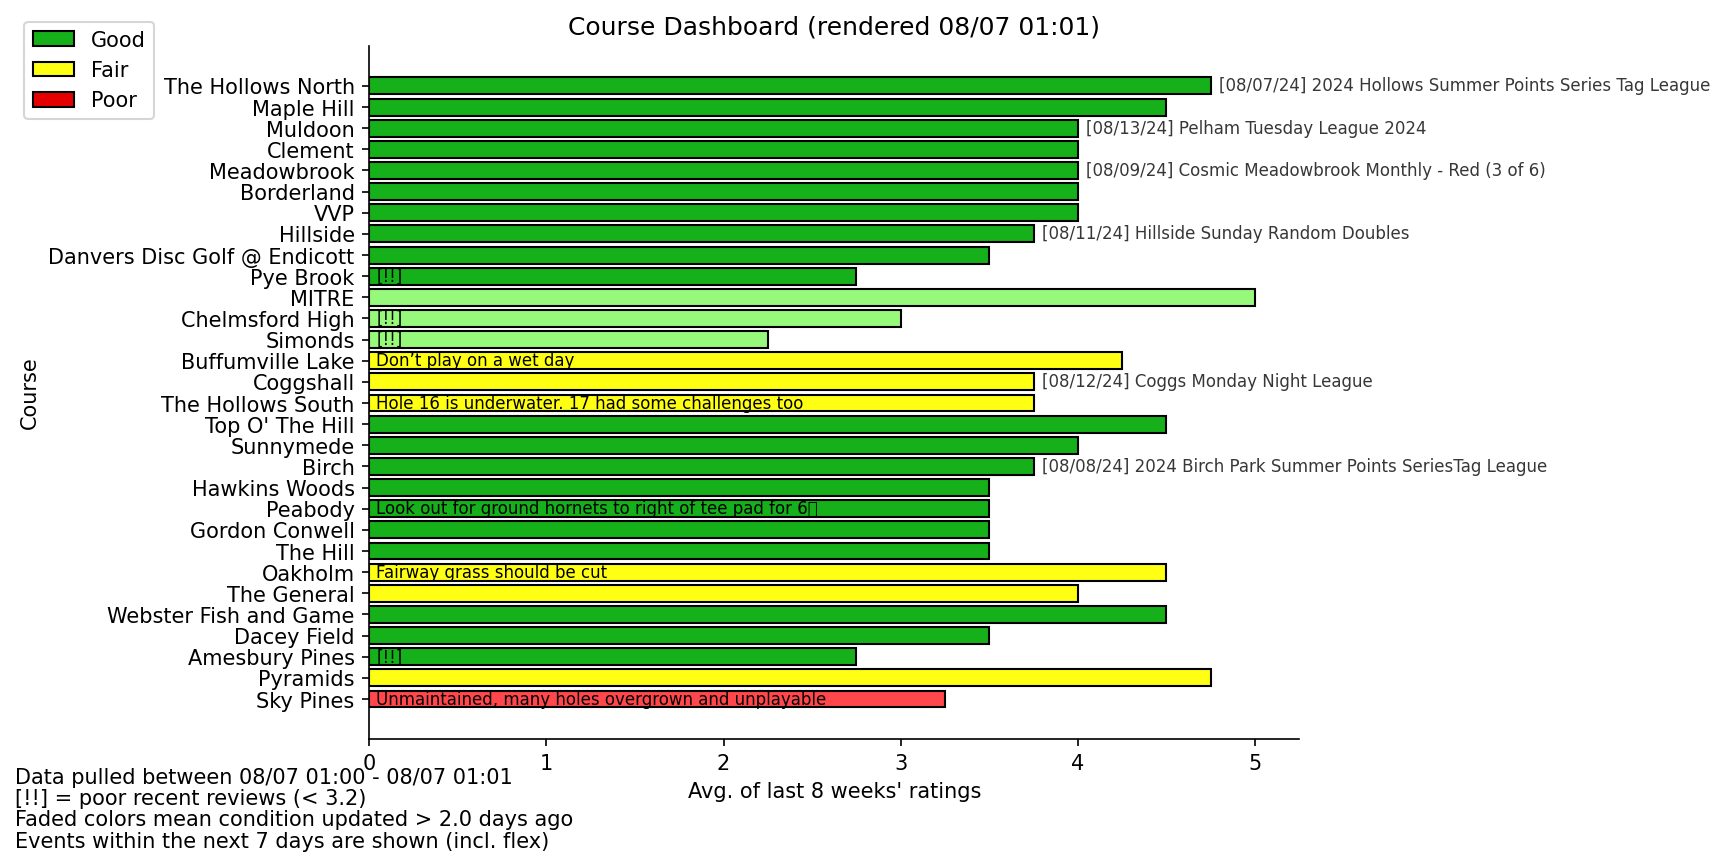 Course Dashboard (rendered 08/07 01:01)
Good
Fair
Poor
The Hollows North [08/07/24] 2024 Hollows Summer Points Series Tag League
Maple Hill
Muldoon [08/13/24] Pelham Tuesday League 2024
Clement
Meadowbrook [08/09/24] Cosmic Meadowbrook Monthly - Red (3 of 6)
Borderland
VVP
Hillside [08/11/24] Hillside Sunday Random Doubles
Danvers Disc Golf @ Endicott
Pye Brook [!!]
MITRE
Chelmsford High [!!]
Simonds [!!]
Buffumville Lake Don’t play on a wet day
Coggshall [08/12/24] Coggs Monday Night League
The Hollows South Hole 16 is underwater. 17 had some challenges too
Top O' The Hill
Sunnymede
Birch [08/08/24] 2024 Birch Park Summer Points SeriesTag League
Hawkins Woods
Peabody Look out for ground hornets to right of tee pad for 6▯
Gordon Conwell
The Hill
Oakholm Fairway grass should be cut
The General
Webster Fish and Game
Dacey Field
Amesbury Pines [!!]
Pyramids
Sky Pines Unmaintained, many holes overgrown and unplayable
Course
0 1 2 3 4 5
Avg. of last 8 weeks' ratings
Data pulled between 08/07 01:00 - 08/07 01:01
[!!] = poor recent reviews (< 3.2)
Faded colors mean condition updated > 2.0 days ago
Events within the next 7 days are shown (incl. flex)